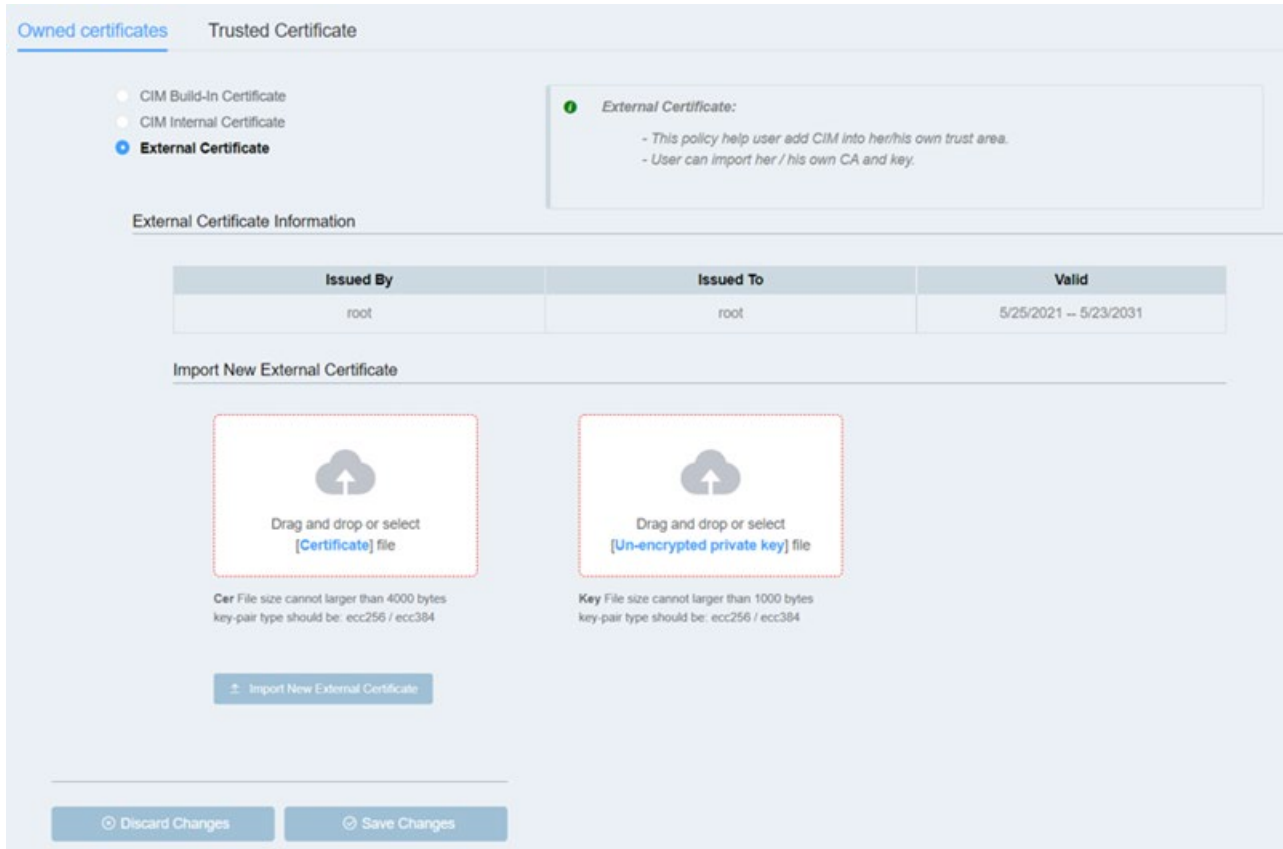 Owned certificates
Trusted Certificate
CIM Build-In Certificate
CIM Internal Certificate
External Certificate
External Certificate:
- This policy help user add CIM into her/his own trust area.
- User can import her / his own CA and key.
External Certificate Information
Issued By
Issued To
Valid
root
root
5/25/2021 -- 5/23/2031
Import New External Certificate
Drag and drop or select
[Certificate] file
Cer File size cannot larger than 4000 bytes
key-pair type should be: ecc256 / ecc384
Drag and drop or select
[Un-encrypted private key] file
Key File size cannot larger than 1000 bytes
key-pair type should be: ecc256 / ecc384
Import New External Certificate
Discard Changes
Save Changes